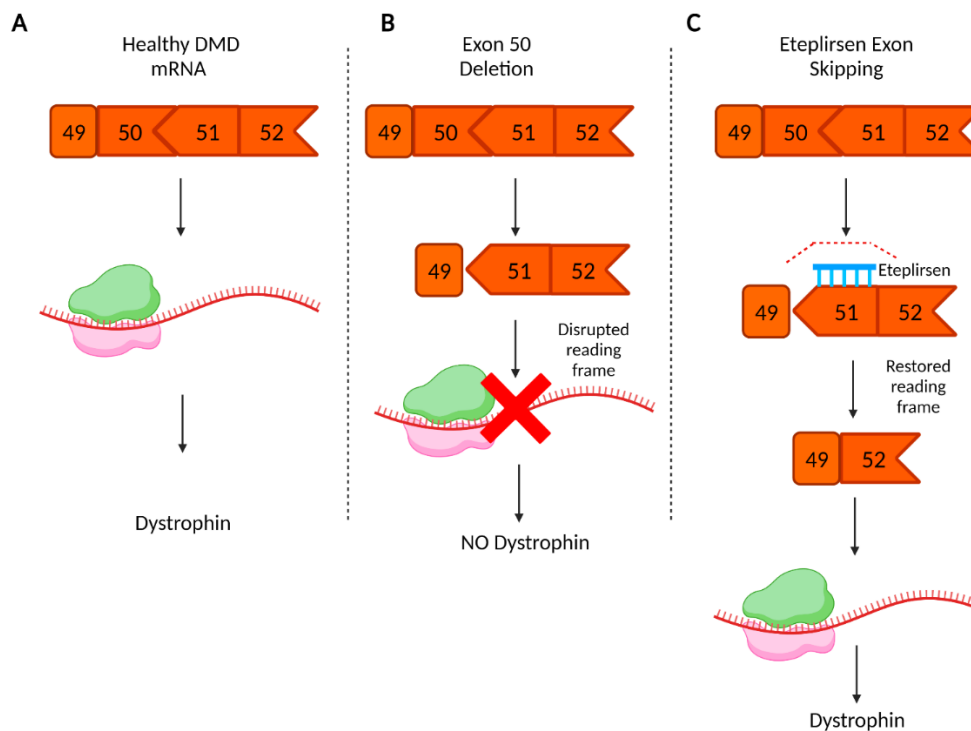 A
Healthy DMD
mRNA
49 50 51 52
Dystrophin
B
Exon 50
Deletion
49 50 51 52
49 51 52
Disrupted
reading
frame
NO Dystrophin
C
Eteplirsen Exon
Skipping
49 50 51 52
Eteplirsen
49 51 52
Restored
reading
frame
49 52
Dystrophin